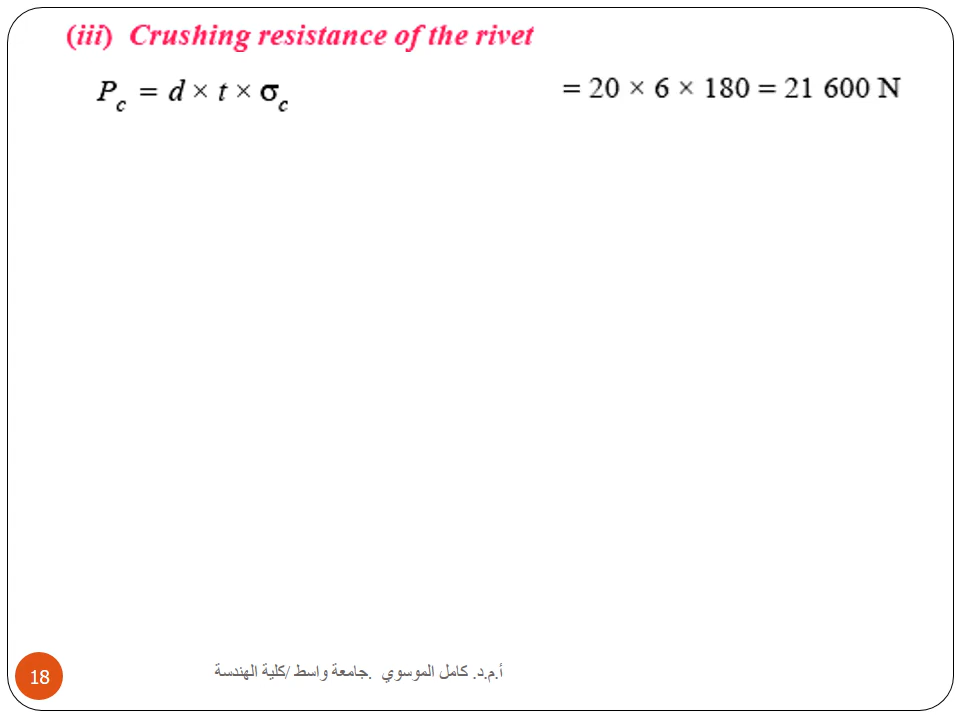 (iii) Crushing resistance of the rivet
P_c = d × t × σ_c = 20 × 6 × 180 = 21 600 N
أ.م.د. كامل الموسوي .جامعة واسط /كلية الهندسة
18